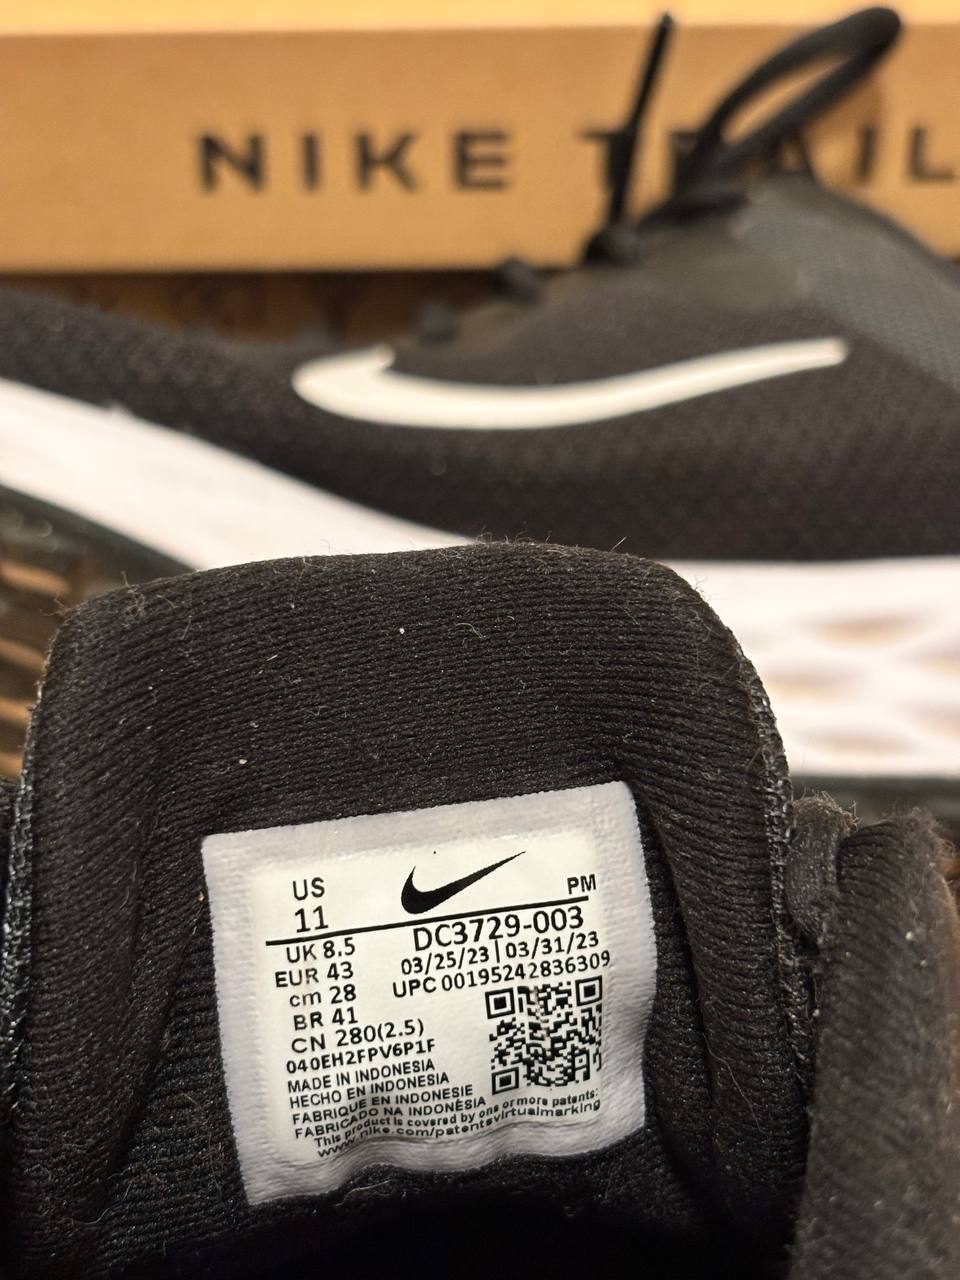 NIKE TRAIL
US
11
PM
UK 8.5
EUR 43
cm 28
BR 41
CN 280(2.5)
DC3729-003
03/25/23 | 03/31/23
UPC 00195242836309
040EH2FPV6P1F
MADE IN INDONESIA
HECHO EN INDONESIA
FABRIQUE EN INDONESIE
FABRICADO NA INDONÈSIA
This product is covered by one or more patents:
www.nike.com/patentsvirtualmarking